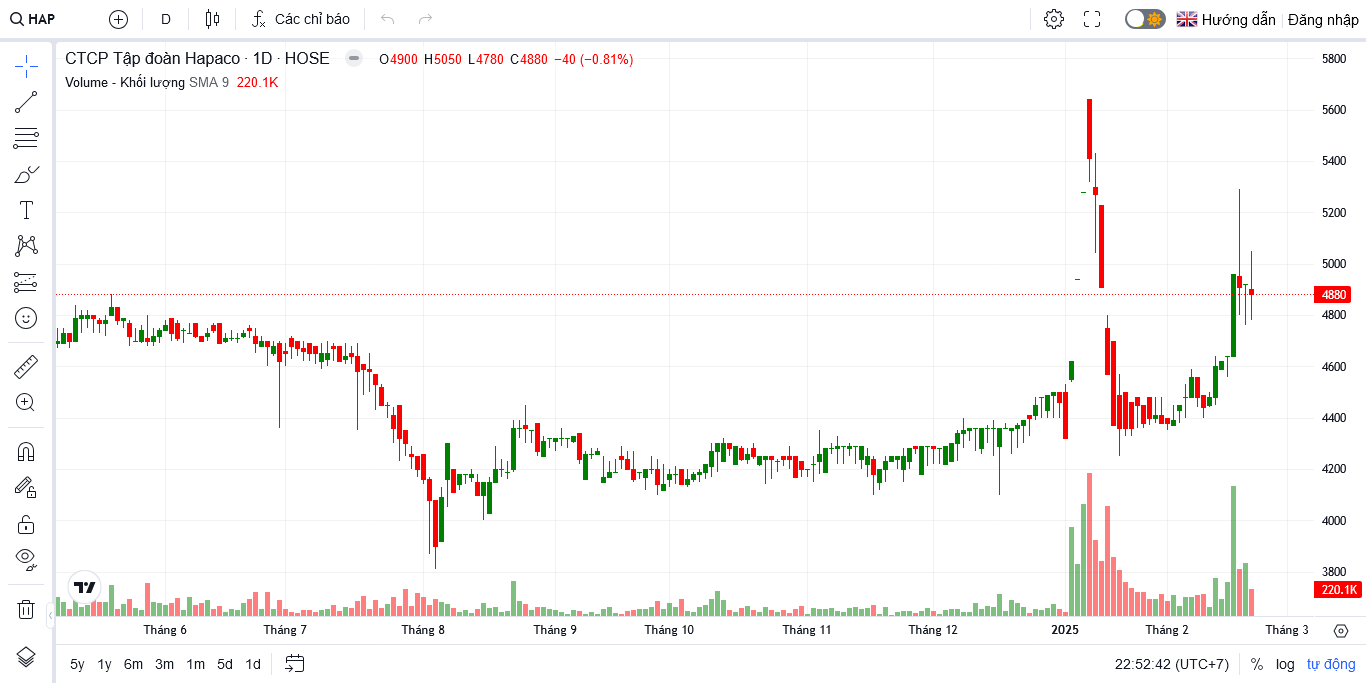 HAP D Các chỉ báo Hướng dẫn Đăng nhập
CTCP Tập đoàn Hapaco · 1D · HOSE O4900 H5050 L4780 C4880 −40 (−0.81%)
Volume - Khối lượng SMA 9 220.1K
5800
5600
5400
5200
5000
4880
4800
4600
4400
4200
4000
3800
220.1K
Tháng 6 Tháng 7 Tháng 8 Tháng 9 Tháng 10 Tháng 11 Tháng 12 2025 Tháng 2 Tháng 3
5y 1y 6m 3m 1m 5d 1d 22:52:42 (UTC+7) % log tự động